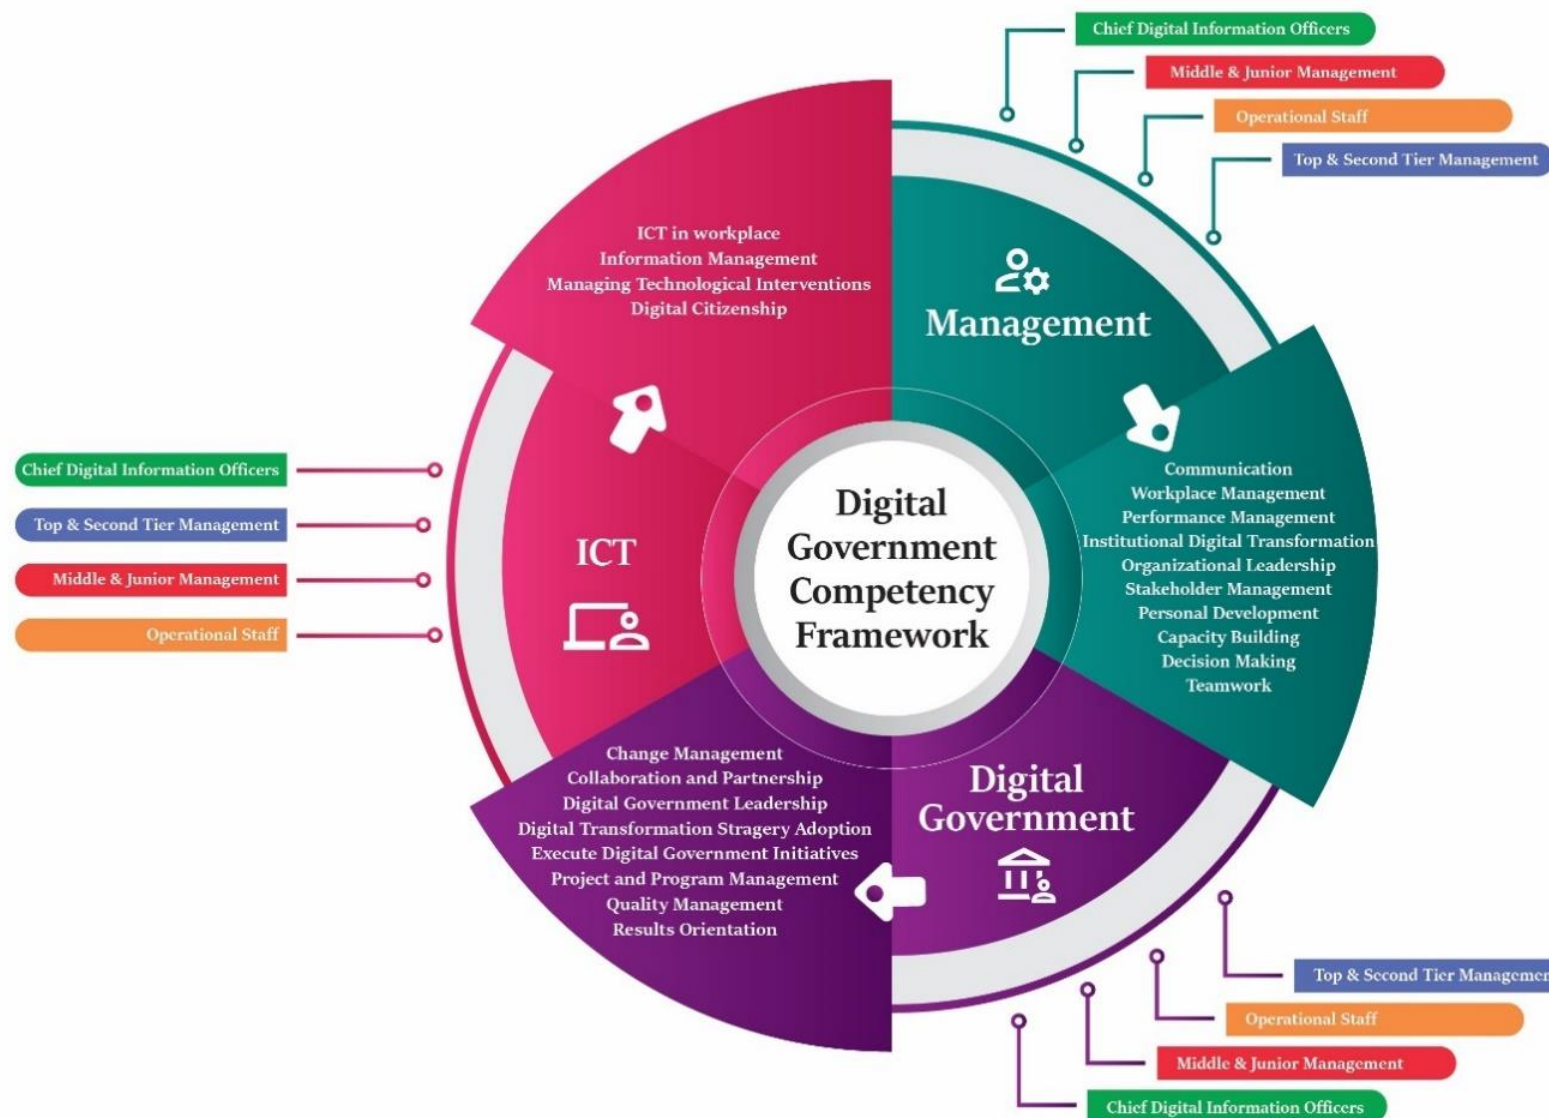 Chief Digital Information Officers
Middle & Junior Management
Operational Staff
Top & Second Tier Management
ICT in workplace
Information Management
Managing Technological Interventions
Digital Citizenship
Management
Communication
Workplace Management
Performance Management
Institutional Digital Transformation
Organizational Leadership
Stakeholder Management
Personal Development
Capacity Building
Decision Making
Teamwork
Chief Digital Information Officers
Top & Second Tier Management
Middle & Junior Management
Operational Staff
ICT
Digital
Government
Competency
Framework
Change Management
Collaboration and Partnership
Digital Government Leadership
Digital Transformation Stragery Adoption
Execute Digital Government Initiatives
Project and Program Management
Quality Management
Results Orientation
Digital
Government
Top & Second Tier Management
Operational Staff
Middle & Junior Management
Chief Digital Information Officers